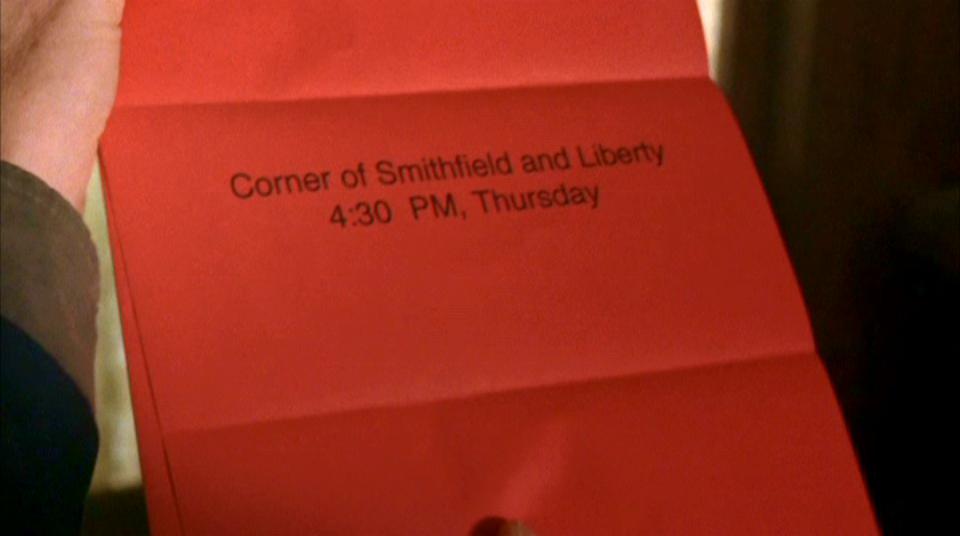 Corner of Smithfield and Liberty
4:30 PM, Thursday